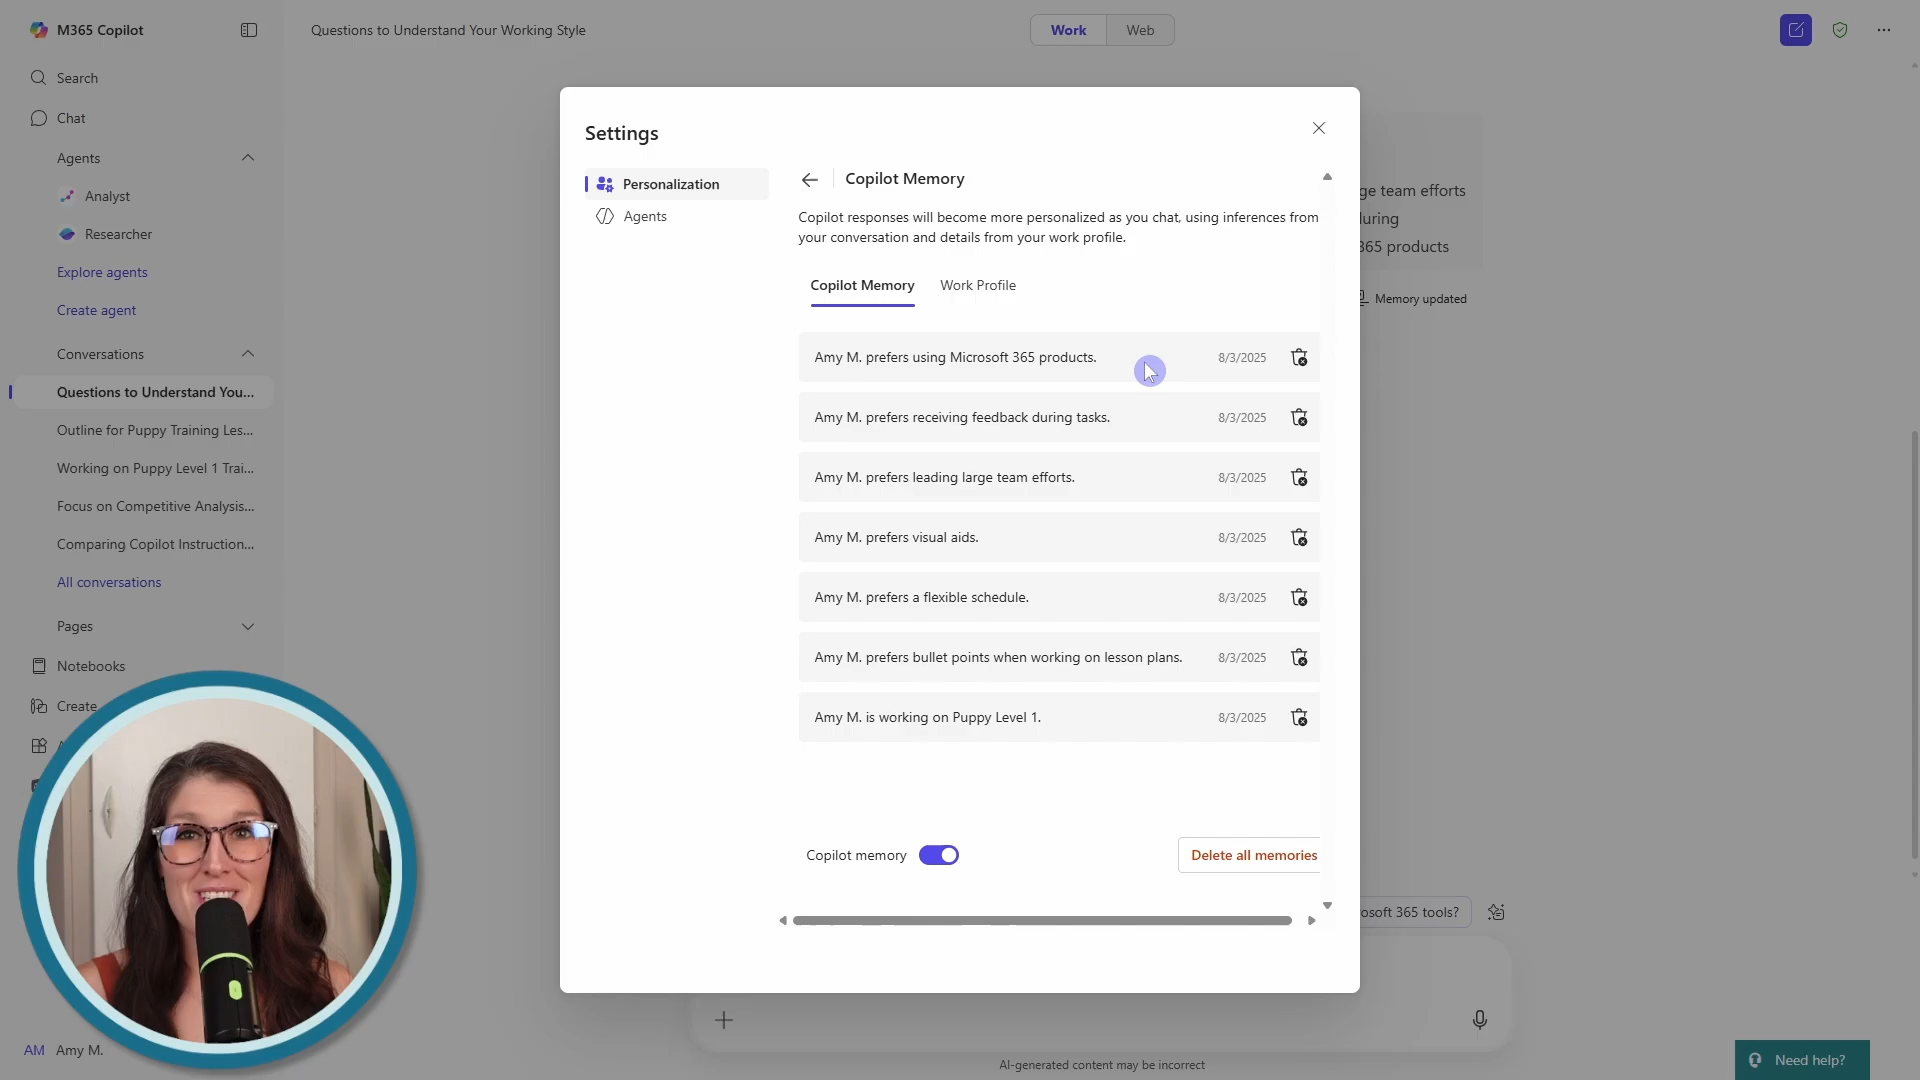 M365 Copilot
Search
Chat
Agents
Analyst
Researcher
Explore agents
Create agent
Conversations
Questions to Understand You...
Outline for Puppy Training Les...
Working on Puppy Level 1 Trai...
Focus on Competitive Analysis...
Comparing Copilot Instruction...
All conversations
Pages
Notebooks
Create
AM Amy M.
Questions to Understand Your Working Style
Work Web
Settings
Personalization
Agents
Copilot Memory
Copilot responses will become more personalized as you chat, using inferences from
your conversation and details from your work profile.
Copilot Memory Work Profile
Amy M. prefers using Microsoft 365 products. 8/3/2025
Amy M. prefers receiving feedback during tasks. 8/3/2025
Amy M. prefers leading large team efforts. 8/3/2025
Amy M. prefers visual aids. 8/3/2025
Amy M. prefers a flexible schedule. 8/3/2025
Amy M. prefers bullet points when working on lesson plans. 8/3/2025
Amy M. is working on Puppy Level 1. 8/3/2025
Copilot memory
Delete all memories
ge team efforts
during
365 products
Memory updated
osoft 365 tools?
AI-generated content may be incorrect
Need help?